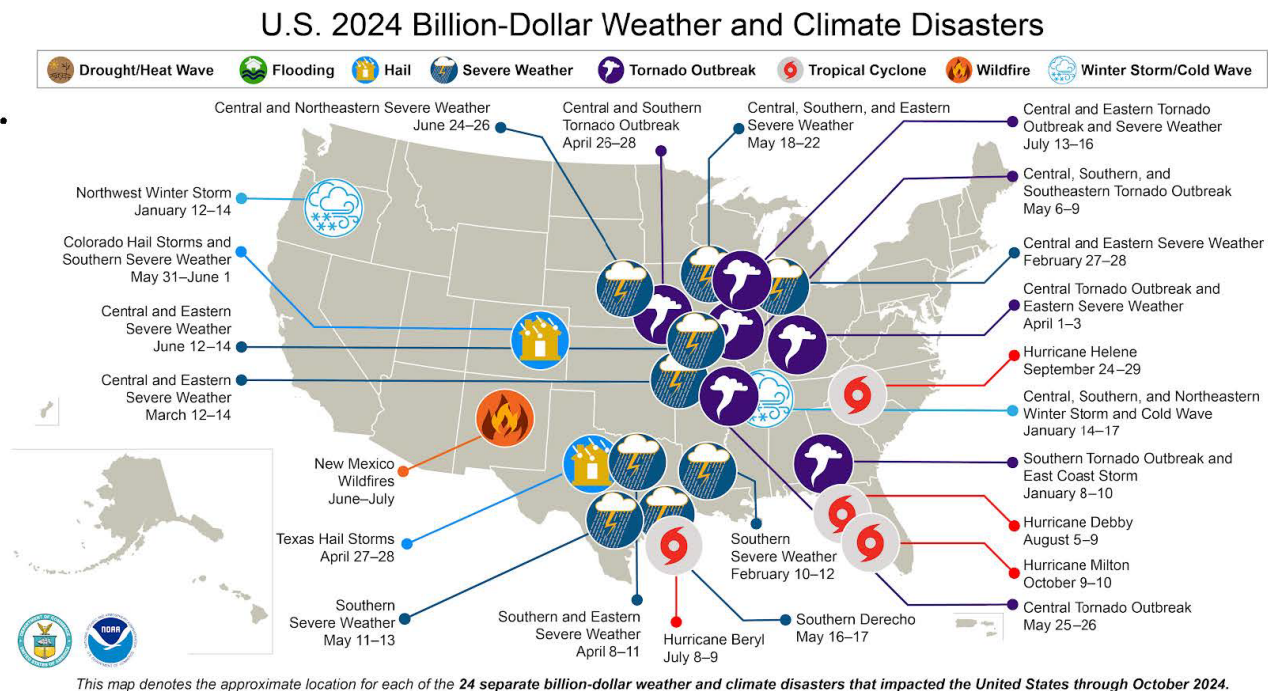 U.S. 2024 Billion-Dollar Weather and Climate Disasters
Drought/Heat Wave
Flooding
Hail
Severe Weather
Tornado Outbreak
Tropical Cyclone
Wildfire
Winter Storm/Cold Wave
Central and Northeastern Severe Weather
June 24–26
Central and Southern
Tornado Outbreak
April 26–28
Central, Southern, and Eastern
Severe Weather
May 18–22
Central and Eastern Tornado
Outbreak and Severe Weather
July 13–16
Central, Southern, and
Southeastern Tornado Outbreak
May 6–9
Central and Eastern Severe Weather
February 27–28
Central Tornado Outbreak and
Eastern Severe Weather
April 1–3
Hurricane Helene
September 24–29
Central, Southern, and Northeastern
Winter Storm and Cold Wave
January 14–17
Southern Tornado Outbreak and
East Coast Storm
January 8–10
Hurricane Debby
August 5–9
Hurricane Milton
October 9–10
Central Tornado Outbreak
May 25–26
Northwest Winter Storm
January 12–14
Colorado Hail Storms and
Southern Severe Weather
May 31–June 1
Central and Eastern
Severe Weather
June 12–14
Central and Eastern
Severe Weather
March 12–14
New Mexico
Wildfires
June–July
Texas Hail Storms
April 27–28
Southern
Severe Weather
May 11–13
Southern and Eastern
Severe Weather
April 8–11
Hurricane Beryl
July 8–9
Southern Derecho
May 16–17
Southern
Severe Weather
February 10–12
NOAA
This map denotes the approximate location for each of the 24 separate billion-dollar weather and climate disasters that impacted the United States through October 2024.